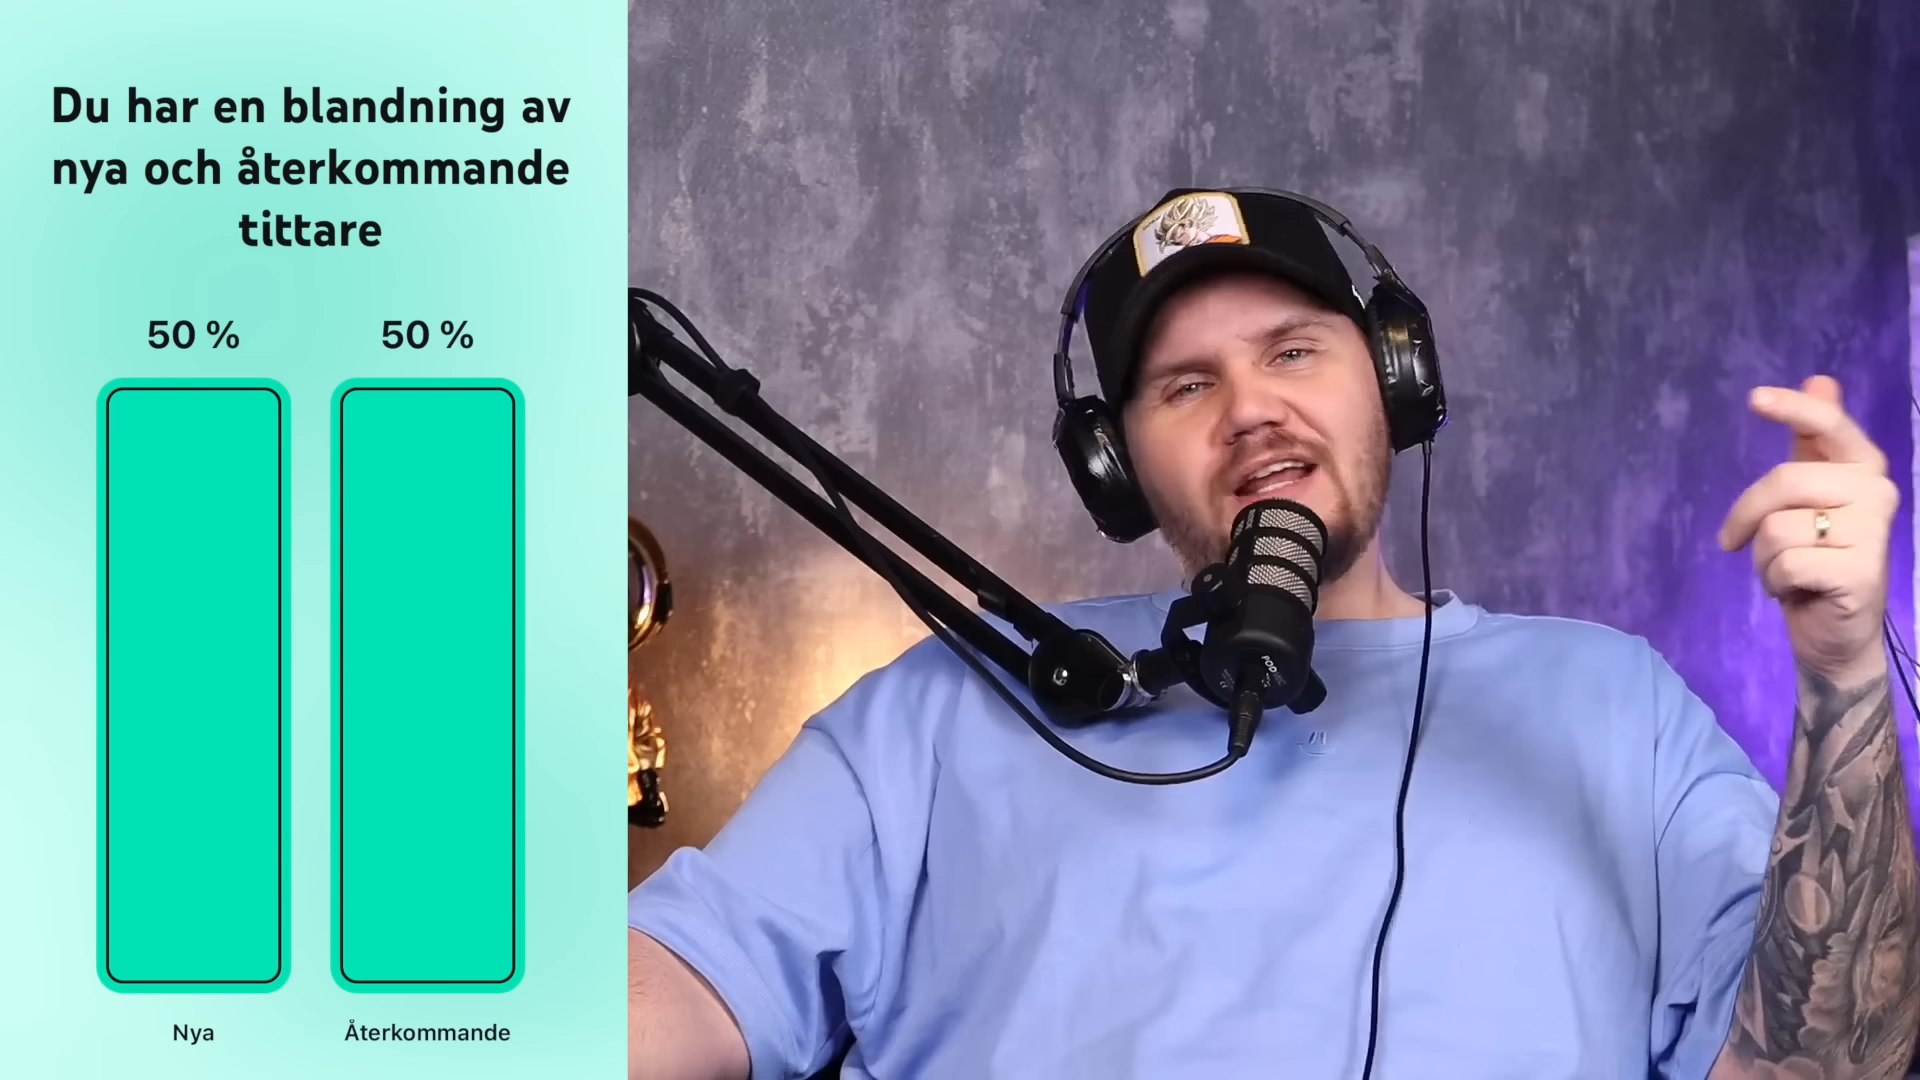 Du har en blandning av
nya och återkommande
tittare
50 % 50 %
Nya Återkommande